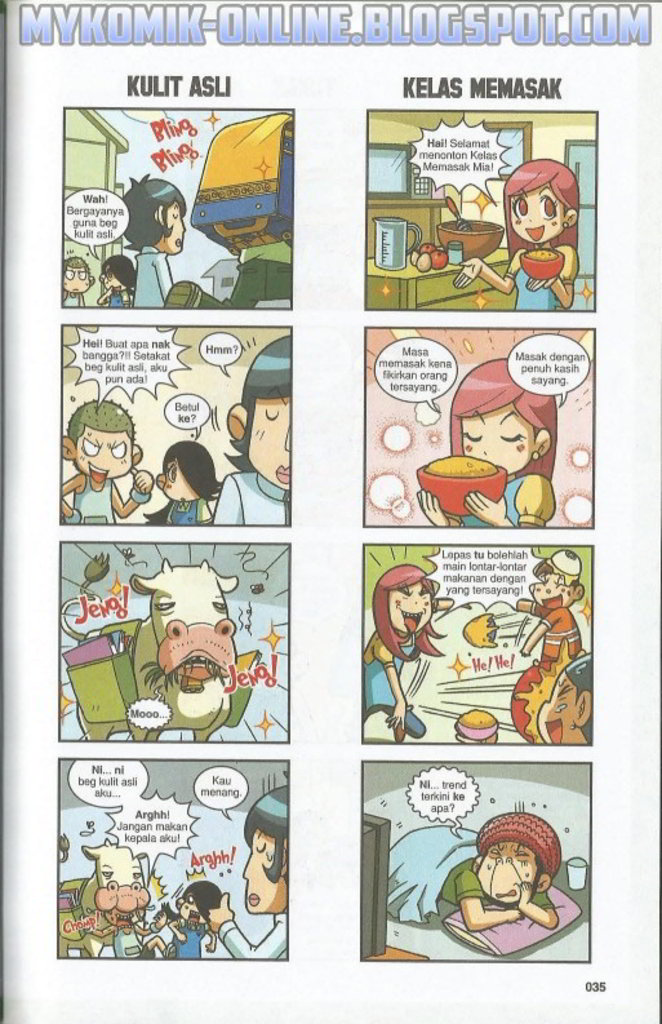 MYKOMIK-ONLINE.BLOGSPOT.COM
KULIT ASLI
Bling
Bling
Wah!
Bergayanya
guna beg
kulit asli.
Hei! Buat apa nak
bangga?!! Setakat
beg kulit asli, aku
pun ada!
Hmm?
Betul
ke?
Jeng!
Jeng!
Mooo...
Ni... ni
beg kulit asli
aku...
Kau
menang.
Arghh!
Jangan makan
kepala aku!
Arghh!
Chomp!
KELAS MEMASAK
Hai! Selamat
menonton Kelas
Memasak Mia!
Masa
memasak kena
fikirkan orang
tersayang.
Masak dengan
penuh kasih
sayang.
Lepas tu bolehlah
main lontar-lontar
makanan dengan
yang tersayang!
He! He!
Ni... trend
terkini ke
apa?
035